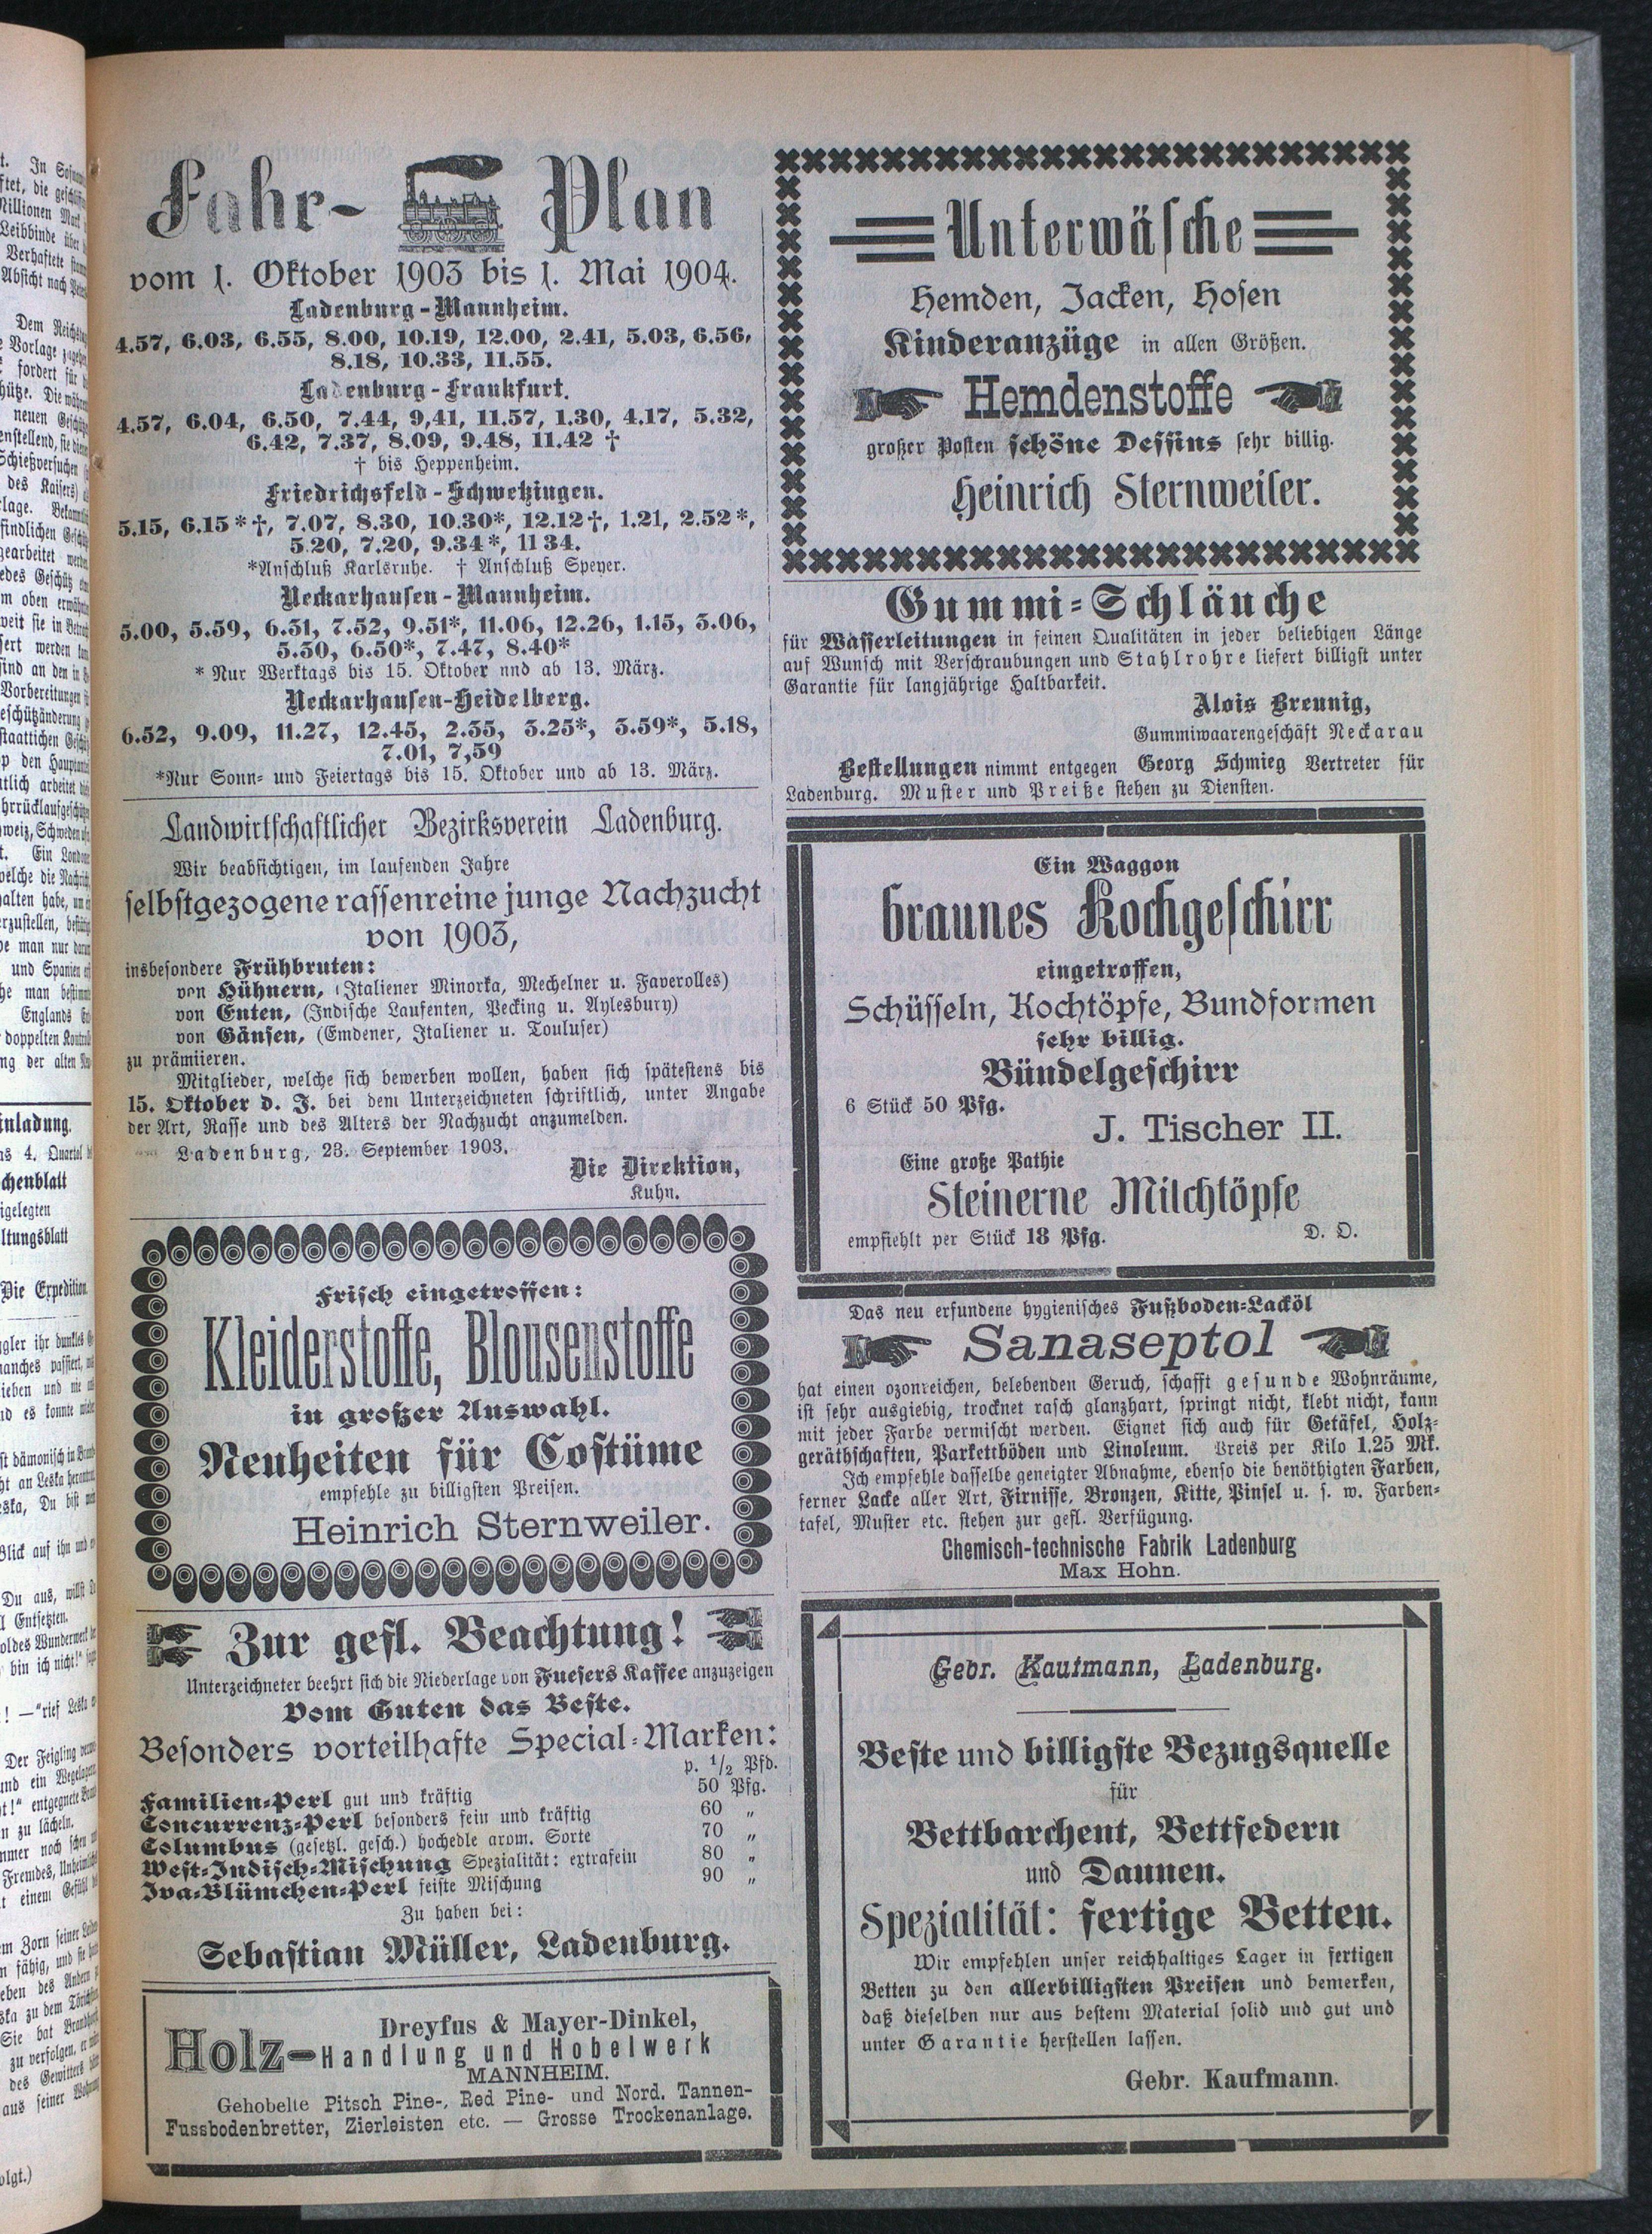 Fahr- Plan
vom 1. Oktober 1903 bis 1. Mai 1904.
Ladenburg-Mannheim.
4.57, 6.03, 6.55, 8.00, 10.19, 12.00, 2.41, 5.03, 6.56,
8.18, 10.33, 11.55.
Ladenburg-Frankfurt.
4.57, 6.04, 6.50, 7.44, 9,41, 11.57, 1.30, 4.17, 5.32,
6.42, 7.37, 8.09, 9.48, 11.42 †
† bis Heppenheim.
Friedrichsfeld-Schwetzingen.
5.15, 6.15*†, 7.07, 8.30, 10.30*, 12.12†, 1.21, 2.52*,
5.20, 7.20, 9.34*, 11 34.
*Anschluß Karlsruhe. † Anschluß Speyer.
Neckarhausen-Mannheim.
5.00, 5.59, 6.31, 7.52, 9.51*, 11.06, 12.26, 1.15, 3.06,
5.30, 6.50*, 7.47, 8.40*
* Nur Werktags bis 15. Oktober nnd ab 13. März.
Neckarhausen-Heidelberg.
6.52, 9.09, 11.27, 12.45, 2.35, 3.25*, 3.59*, 5.18,
7.01, 7,59
*Nur Sonn- und Feiertags bis 15. Oktober und ab 13. März.
Landwirtschaftlicher Bezirksverein Ladenburg.
Wir beabsichtigen, im laufenden Jahre
selbstgezogene rassenreine junge Nachzucht
von 1903,
insbesondere Frühbruten:
von Hühnern, (Italiener Minorka, Mechelner u. Faverolles)
von Enten, (Indische Laufenten, Pecking u. Aylesbury)
von Gänsen, (Emdener, Italiener u. Touluser)
zu prämiieren.
Mitglieder, welche sich bewerben wollen, haben sich spätestens bis
15. Oktober d. J. bei dem Unterzeichneten schriftlich, unter Angabe
der Art, Rasse und des Alters der Nachzucht anzumelden.
Ladenburg, 23. September 1903.
Die Direktion,
Kuhn.
Frisch eingetroffen:
Kleiderstoffe, Blousenstoffe
in großer Auswahl.
Neuheiten für Costüme
empfehle zu billigsten Preisen.
Heinrich Sternweiler.
Zur gefl. Beachtung!
Unterzeichneter beehrt sich die Niederlage von Fuesers Kaffee anzuzeigen
Vom Guten das Beste.
Besonders vorteilhafte Special-Marken:
p. 1/2 Pfd.
Familien-Perl gut und kräftig 50 Pfg.
Concurrenz-Perl besonders fein und kräftig 60 „
Columbus (gesetzl. gesch.) hochedle arom. Sorte 70 „
West-Indisch-Mischung Spezialität: extrafein 80 „
Iva-Blümchen-Perl feiste Mischung 90 „
Zu haben bei:
Sebastian Müller, Ladenburg.
Dreyfus & Mayer-Dinkel,
Holz-Handlung und Hobelwerk
MANNHEIM.
Gehobelte Pitsch Pine-, Red Pine- und Nord. Tannen-
Fussbodenbretter, Zierleisten etc. — Grosse Trockenanlage.
Unterwäsche
Hemden, Jacken, Hosen
Kinderanzüge in allen Größen.
Hemdenstoffe
großer Posten schöne Dessins sehr billig.
Heinrich Sternweiler.
Gummi-Schläuche
für Wasserleitungen in feinen Qualitäten in jeder beliebigen Länge
auf Wunsch mit Verschraubungen und Stahlrohre liefert billigst unter
Garantie für langjährige Haltbarkeit.
Alois Breunig,
Gummiwaarengeschäft Neckarau
Bestellungen nimmt entgegen Georg Schmieg Vertreter für
Ladenburg. Muster und Preiße stehen zu Diensten.
Ein Waggon
braunes Kochgeschirr
eingetroffen,
Schüsseln, Kochtöpfe, Bundformen
sehr billig.
Bündelgeschirr
6 Stück 50 Pfg.
J. Tischer II.
Eine große Pathie
Steinerne Milchtöpfe
empfiehlt per Stück 18 Pfg. D. O.
Das neu erfundene hygienisches Fußboden-Lacköl
Sanaseptol
hat einen ozonreichen, belebenden Geruch, schafft gesunde Wohnräume,
ist sehr ausgiebig, trocknet rasch glanzhart, springt nicht, klebt nicht, kann
mit jeder Farbe vermischt werden. Eignet sich auch für Getäfel, Holz-
geräthschaften, Parkettböden und Linoleum. Preis per Kilo 1.25 Mk.
Ich empfehle dasselbe geneigter Abnahme, ebenso die benöthigten Farben,
ferner Lacke aller Art, Firnisse, Bronzen, Kitte, Pinsel u. s. w. Farben-
tafel, Muster etc. stehen zur gefl. Verfügung.
Chemisch-technische Fabrik Ladenburg
Max Hohn.
Gebr. Kaufmann, Ladenburg.
Beste und billigste Bezugsquelle
für
Bettbarchent, Bettfedern
und Daunen.
Spezialität: fertige Betten.
Wir empfehlen unser reichhaltiges Lager in fertigen
Betten zu den allerbilligsten Preisen und bemerken,
daß dieselben nur aus bestem Material solid und gut und
unter Garantie herstellen lassen.
Gebr. Kaufmann.